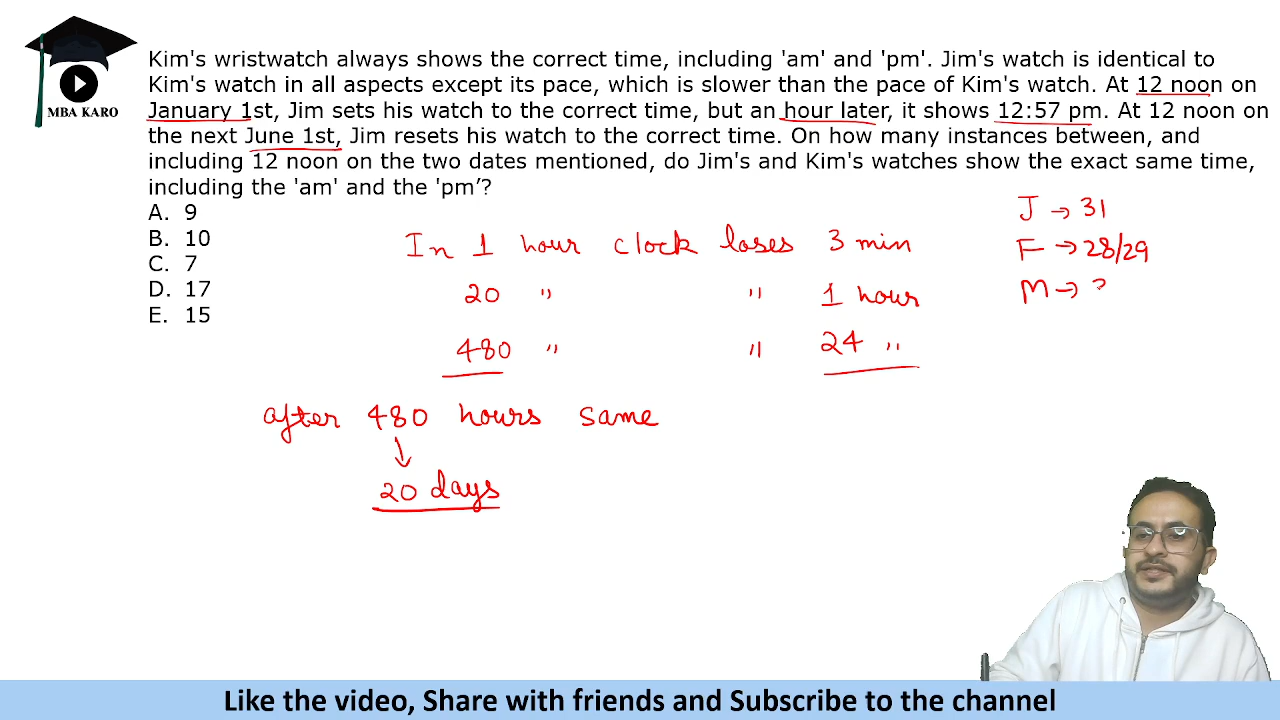 MBA KARO
Kim's wristwatch always shows the correct time, including 'am' and 'pm'. Jim's watch is identical to
Kim's watch in all aspects except its pace, which is slower than the pace of Kim's watch. At 12 noon on
January 1st, Jim sets his watch to the correct time, but an hour later, it shows 12:57 pm. At 12 noon on
the next June 1st, Jim resets his watch to the correct time. On how many instances between, and
including 12 noon on the two dates mentioned, do Jim's and Kim's watches show the exact same time,
including the 'am' and the 'pm'?
A. 9
B. 10
C. 7
D. 17
E. 15
In 1 hour clock loses 3 min
20 " " 1 hour
480 " " 24 "
after 480 hours same
20 days
J → 31
F → 28/29
M →
Like the video, Share with friends and Subscribe to the channel